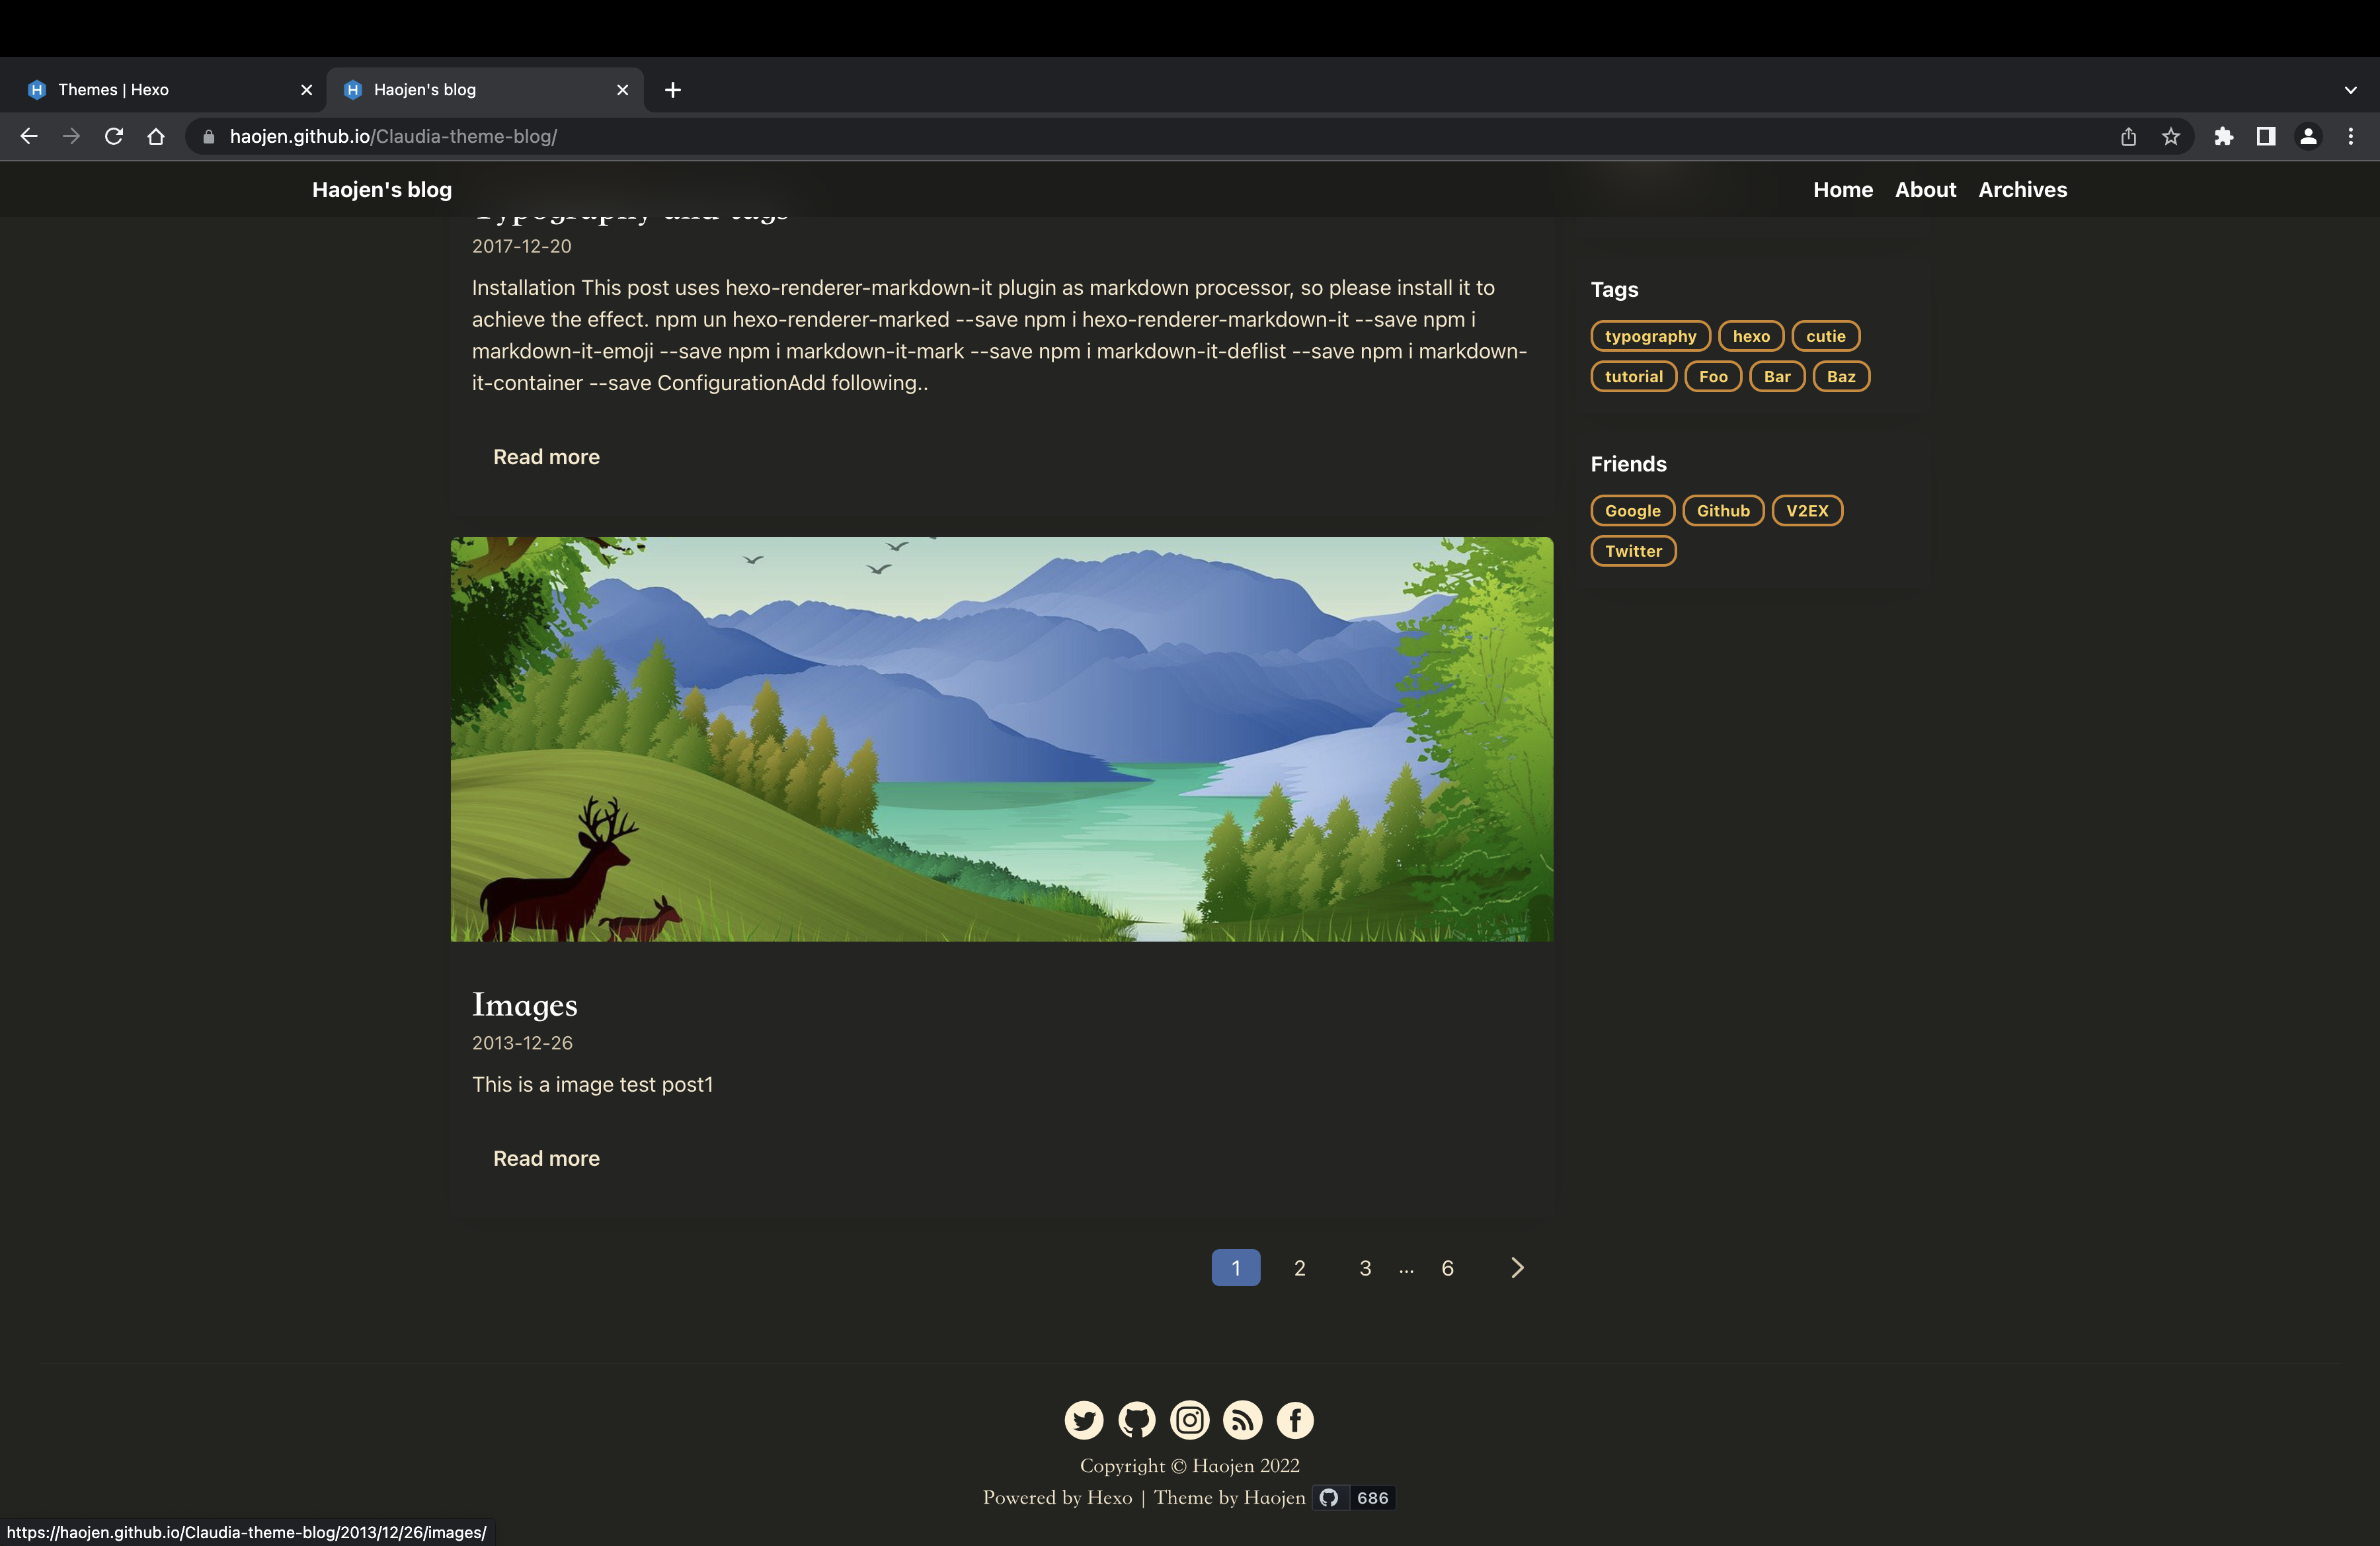 Themes | Hexo
Haojen's blog
haojen.github.io/Claudia-theme-blog/
Haojen's blog
Home About Archives
Typography and tags
2017-12-20
Installation This post uses hexo-renderer-markdown-it plugin as markdown processor, so please install it to
achieve the effect. npm un hexo-renderer-marked --save npm i hexo-renderer-markdown-it --save npm i
markdown-it-emoji --save npm i markdown-it-mark --save npm i markdown-it-deflist --save npm i markdown-
it-container --save ConfigurationAdd following..
Read more
Tags
typography hexo cutie
tutorial Foo Bar Baz
Friends
Google Github V2EX
Twitter
Images
2013-12-26
This is a image test post1
Read more
1 2 3 ... 6
Copyright © Haojen 2022
Powered by Hexo | Theme by Haojen 686
https://haojen.github.io/Claudia-theme-blog/2013/12/26/images/